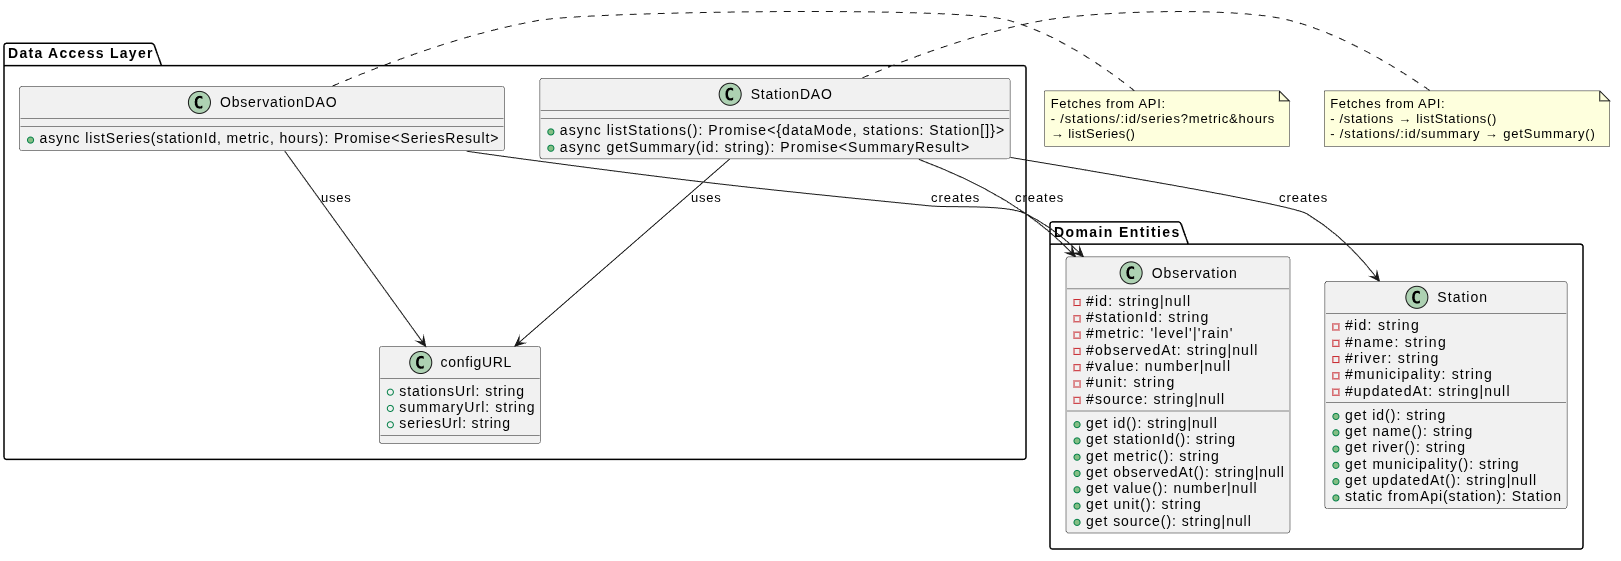 Data Access Layer
C ObservationDAO
async listSeries(stationId, metric, hours): Promise<SeriesResult>
C StationDAO
async listStations(): Promise<{dataMode, stations: Station[]}>
async getSummary(id: string): Promise<SummaryResult>
Fetches from API:
- /stations/:id/series?metric&hours
→ listSeries()
Fetches from API:
- /stations → listStations()
- /stations/:id/summary → getSummary()
uses
uses
creates
creates
creates
C configURL
stationsUrl: string
summaryUrl: string
seriesUrl: string
Domain Entities
C Observation
#id: string|null
#stationId: string
#metric: 'level'|'rain'
#observedAt: string|null
#value: number|null
#unit: string
#source: string|null
get id(): string|null
get stationId(): string
get metric(): string
get observedAt(): string|null
get value(): number|null
get unit(): string
get source(): string|null
C Station
#id: string
#name: string
#river: string
#municipality: string
#updatedAt: string|null
get id(): string
get name(): string
get river(): string
get municipality(): string
get updatedAt(): string|null
static fromApi(station): Station